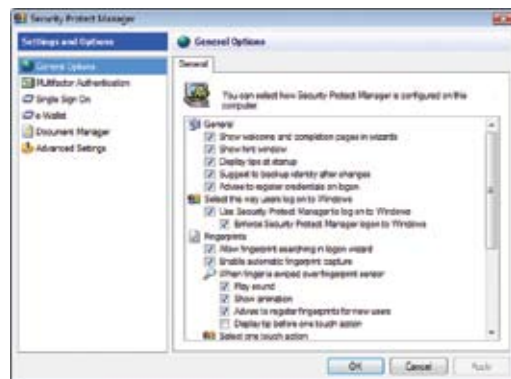 Security Protect Manager
Settings and Options
General Options
Multifactor Authentication
Single Sign On
e-Wallet
Document Manager
Advanced Settings
General Options
General
You can select how Security Protect Manager is configured on this
computer.
General
Show welcome and completion pages in wizards
Show hint window
Display tips at startup
Suggest to backup identity after changes
Advise to register credentials on logon
Select the way users log on to Windows
Use Security Protect Manager to log on to Windows
Enforce Security Protect Manager logon to Windows
Fingerprints
Allow fingerprint searching in logon wizard
Enable automatic fingerprint capture
When finger is swiped over fingerprint sensor
Play sound
Show animation
Advise to register fingerprints for new users
Display tip before one touch action
Select one touch action
OK
Cancel
Apply